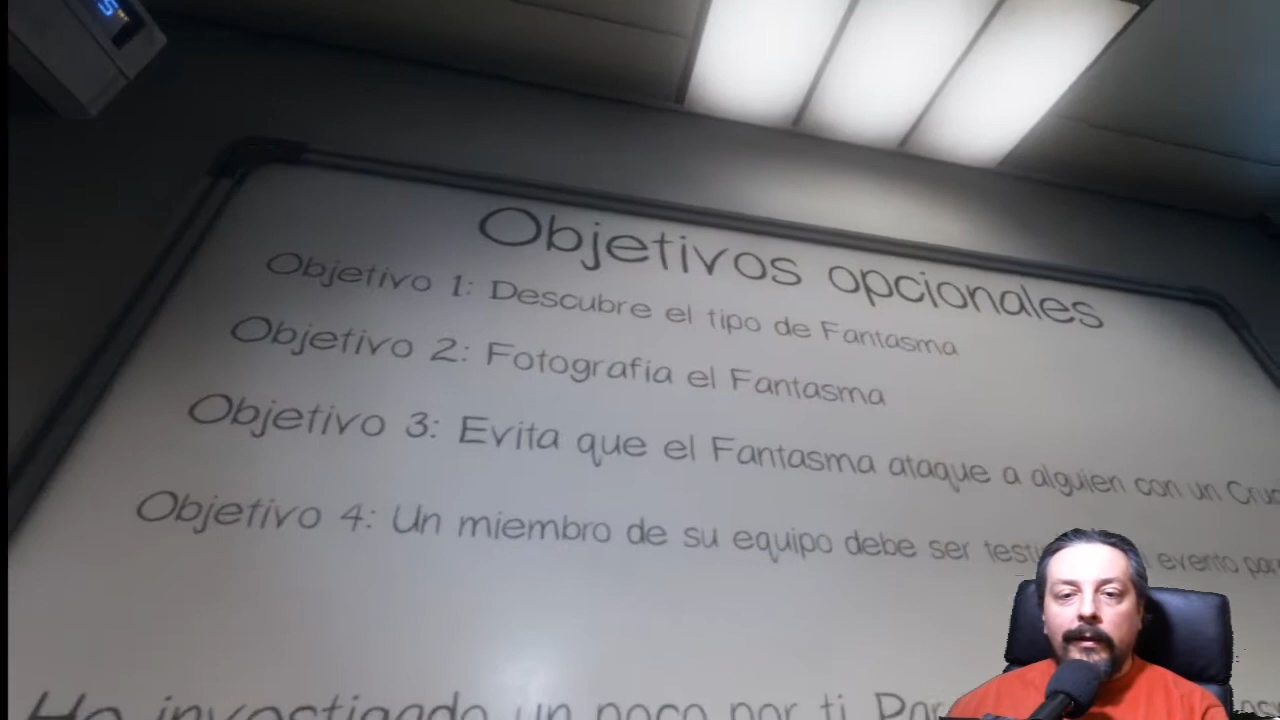 Objetivos opcionales
Objetivo 1: Descubre el tipo de Fantasma
Objetivo 2: Fotografía el Fantasma
Objetivo 3: Evita que el Fantasma ataque a alguien con un
Objetivo 4: Un miembro de su equipo debe ser evento
Ha investigado un poco por ti.